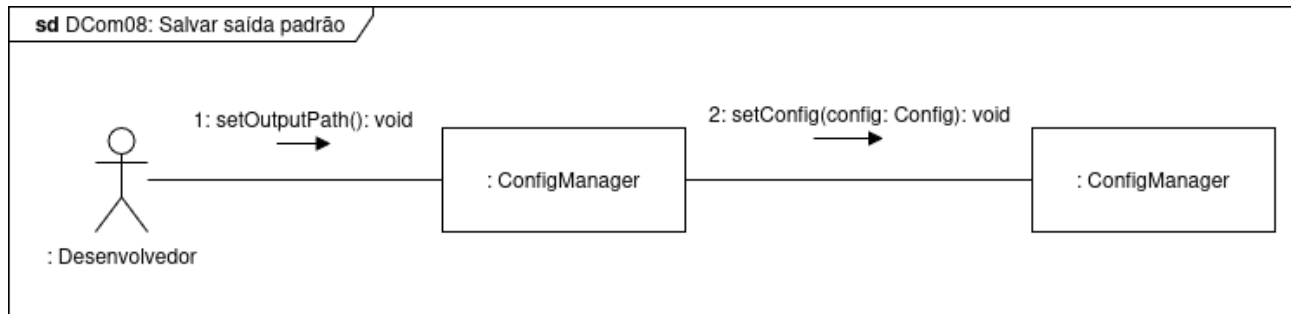 sd DCom08: Salvar saída padrão
1: setOutputPath(): void
2: setConfig(config: Config): void
: ConfigManager
: ConfigManager
: Desenvolvedor